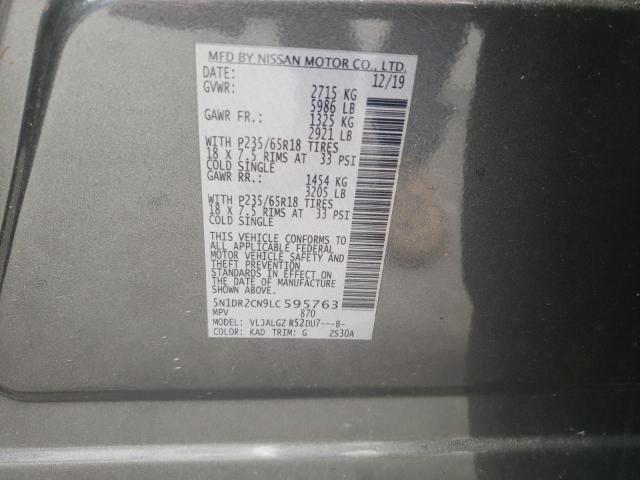 MFD BY NISSAN MOTOR CO., LTD.
DATE: 12/19
GVWR: 2715 KG
5986 LB
GAWR FR.: 1325 KG
2921 LB
WITH P235/65R18 TIRES
18 X 7.5 RIMS AT 33 PSI
COLD SINGLE
GAWR RR.: 1454 KG
3205 LB
WITH P235/65R18 TIRES
18 X 7.5 RIMS AT 33 PSI
COLD SINGLE
THIS VEHICLE CONFORMS TO
ALL APPLICABLE FEDERAL
MOTOR VEHICLE SAFETY AND
THEFT PREVENTION
STANDARDS IN EFFECT ON
THE DATE OF MANUFACTURE
SHOWN ABOVE.
5N1DR2CN9LC595763
MPV 870
MODEL: VLJALGZ R52DU7---B-
COLOR: KAD TRIM: G ZS30A